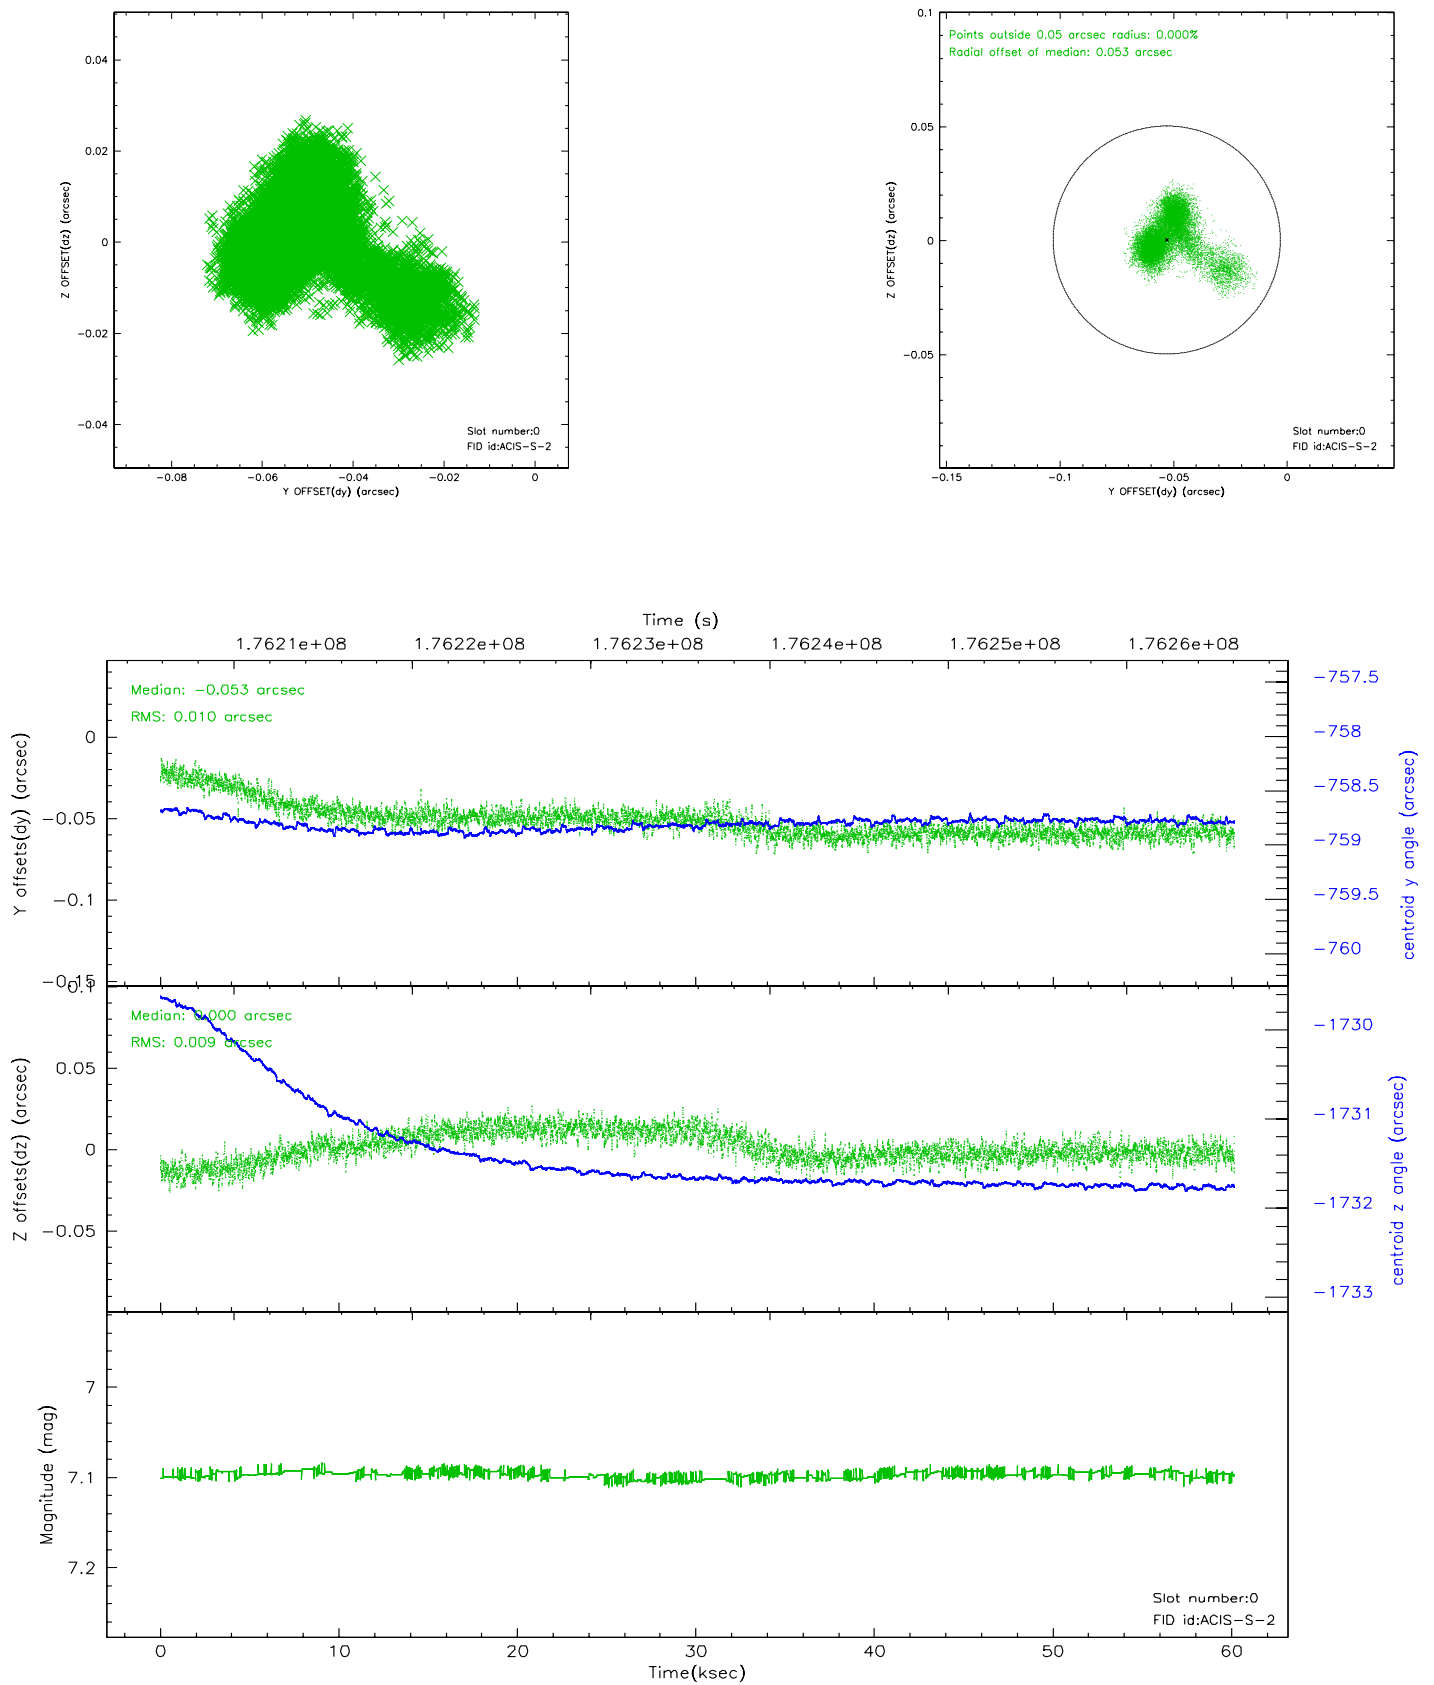 0.04
0.02
0
-0.02
-0.04
Z OFFSET(dz) (arcsec)
Slot number:0
FID id:ACIS-S-2
-0.08
-0.06
-0.04
-0.02
0
Y OFFSET(dy) (arcsec)
0.1
0.05
0
-0.05
Z OFFSET(dz) (arcsec)
Points outside 0.05 arcsec radius: 0.000%
Radial offset of median: 0.053 arcsec
Slot number:0
FID id:ACIS-S-2
-0.15
-0.1
-0.05
0
Y OFFSET(dy) (arcsec)
Time (s)
1.7621e+08
1.7622e+08
1.7623e+08
1.7624e+08
1.7625e+08
1.7626e+08
Median: -0.053 arcsec
RMS: 0.010 arcsec
0
-0.05
-0.1
-0.15
Y offsets(dy) (arcsec)
-757.5
-758
-758.5
-759
-759.5
-760
centroid y angle (arcsec)
Median: 0.000 arcsec
RMS: 0.009 arcsec
0.1
0.05
0
-0.05
Z offsets(dz) (arcsec)
-1730
-1731
-1732
-1733
centroid z angle (arcsec)
7
7.1
7.2
Magnitude (mag)
Slot number:0
FID id:ACIS-S-2
0
10
20
30
40
50
60
Time(ksec)